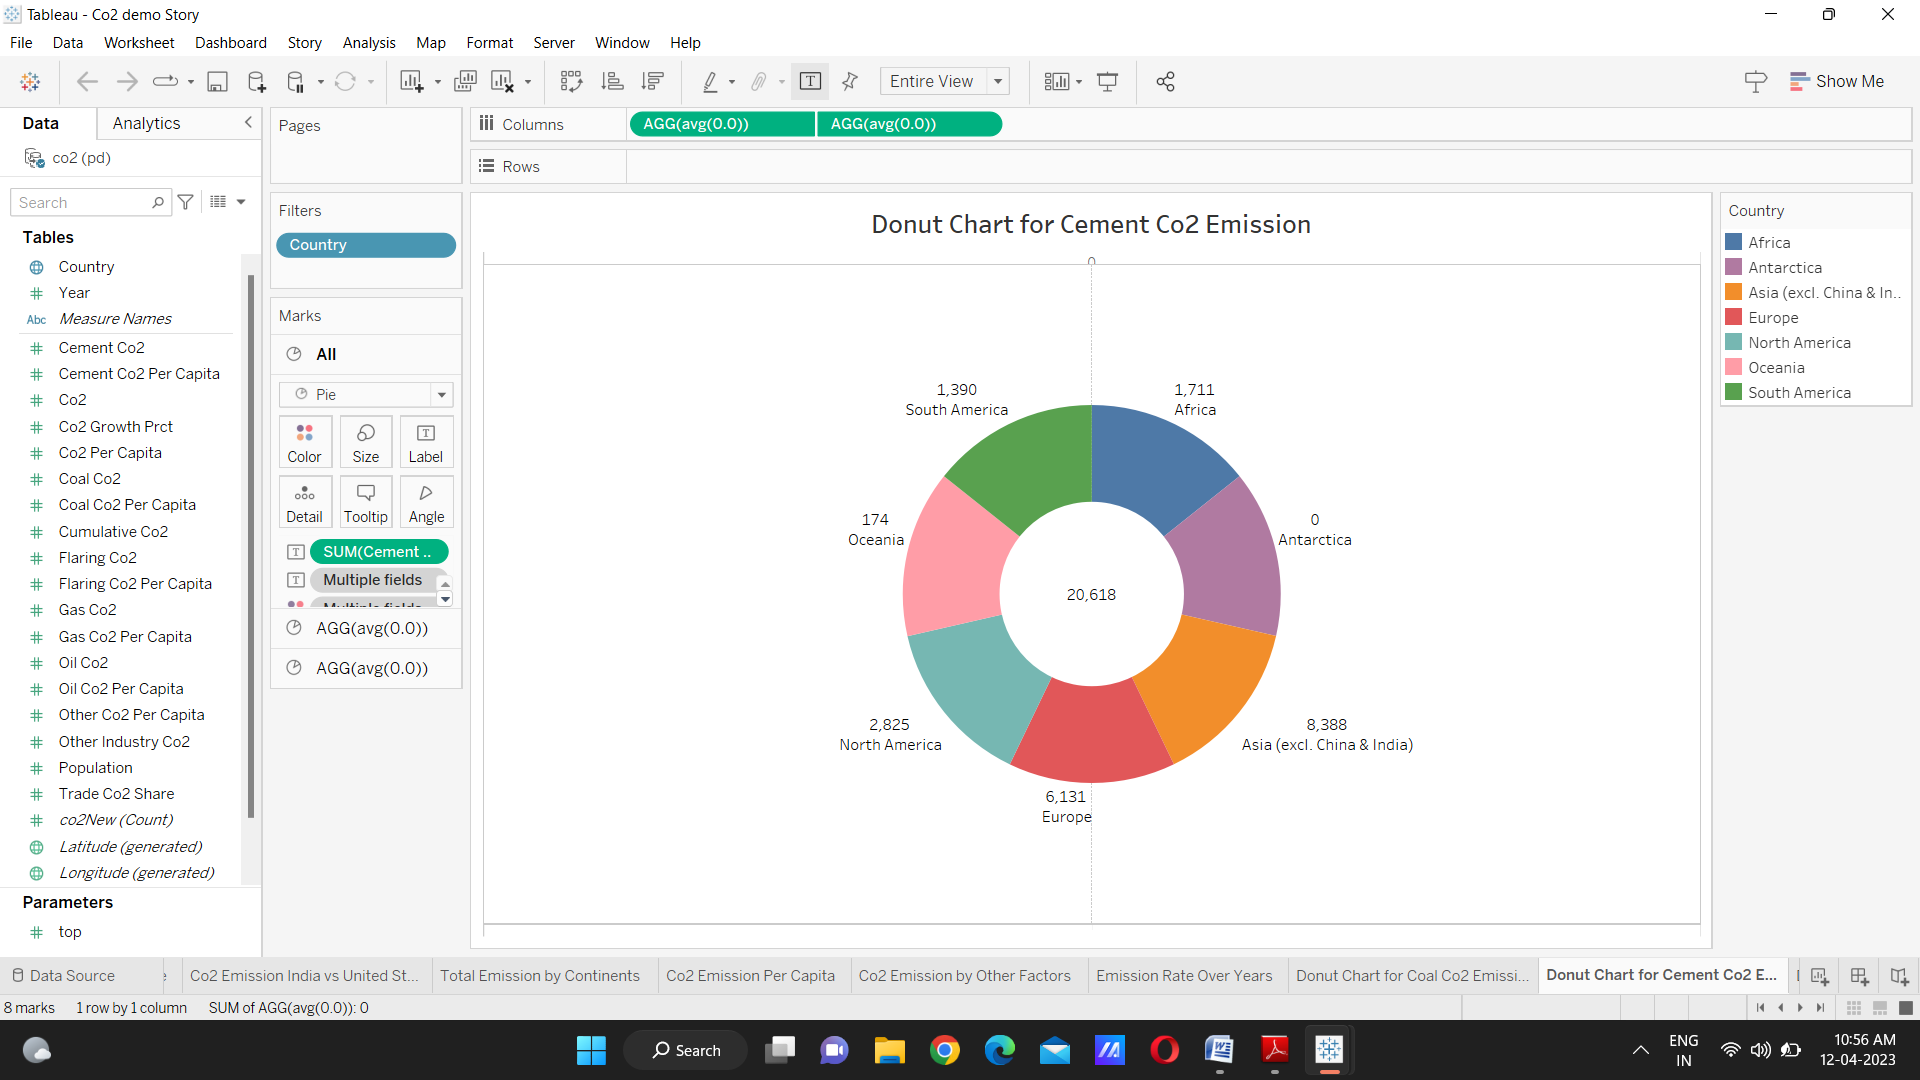 Tableau - Co2 demo Story
File Data Worksheet Dashboard Story Analysis Map Format Server Window Help
Entire View
Show Me
Data Analytics
co2 (pd)
Search
Tables
Country
Year
Abc Measure Names
Cement Co2
Cement Co2 Per Capita
Co2
Co2 Growth Prct
Co2 Per Capita
Coal Co2
Coal Co2 Per Capita
Cumulative Co2
Flaring Co2
Flaring Co2 Per Capita
Gas Co2
Gas Co2 Per Capita
Oil Co2
Oil Co2 Per Capita
Other Co2 Per Capita
Other Industry Co2
Population
Trade Co2 Share
co2New (Count)
Latitude (generated)
Longitude (generated)
Parameters
top
Pages
Filters
Country
Marks
All
Pie
Color Size Label
Detail Tooltip Angle
SUM(Cement ..
Multiple fields
Multiple fields
AGG(avg(0.0))
AGG(avg(0.0))
Columns AGG(avg(0.0)) AGG(avg(0.0))
Rows
Donut Chart for Cement Co2 Emission
0
1,390
South America
1,711
Africa
174
Oceania
0
Antarctica
20,618
2,825
North America
8,388
Asia (excl. China & India)
6,131
Europe
Country
Africa
Antarctica
Asia (excl. China & In..
Europe
North America
Oceania
South America
Data Source Co2 Emission India vs United St... Total Emission by Continents Co2 Emission Per Capita Co2 Emission by Other Factors Emission Rate Over Years Donut Chart for Coal Co2 Emissi... Donut Chart for Cement Co2 E...
8 marks 1 row by 1 column SUM of AGG(avg(0.0)): 0
Search
ENG
IN
10:56 AM
12-04-2023